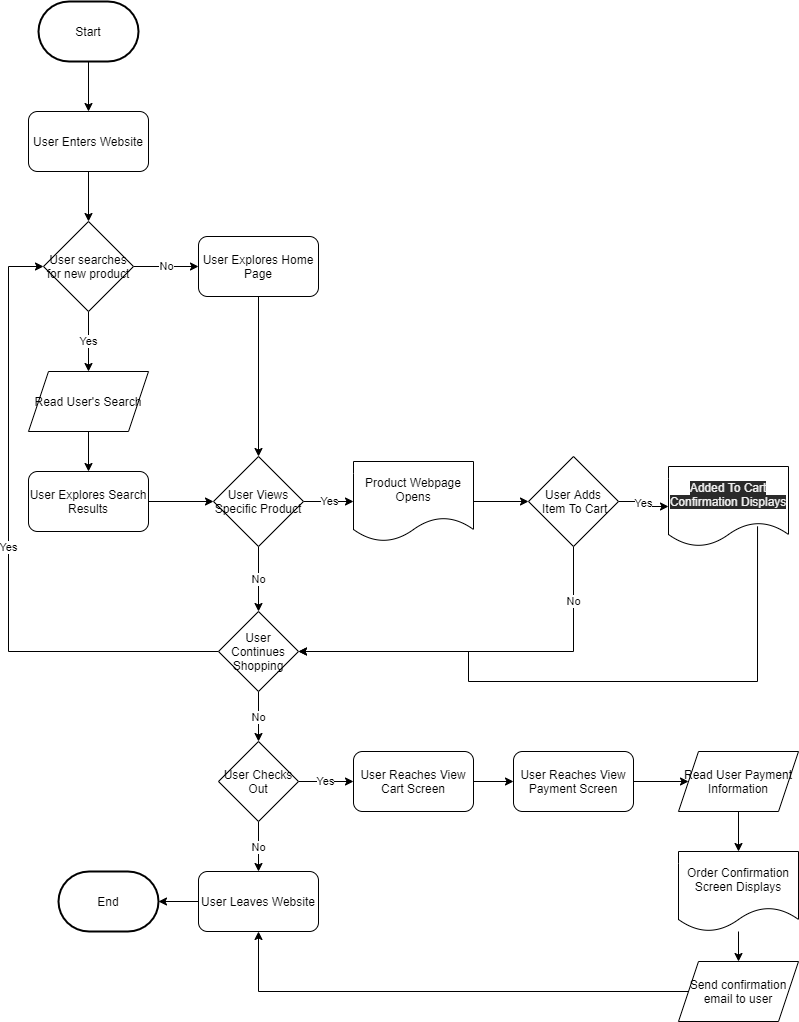 Start
User Enters Website
User searches
for new product
No
User Explores Home
Page
Yes
Read User's Search
User Explores Search
Results
User Views
Specific Product
Yes
Product Webpage
Opens
User Adds
Item To Cart
Yes
Added To Cart
Confirmation Displays
Yes
No
No
User
Continues
Shopping
No
User Checks
Out
Yes
User Reaches View
Cart Screen
User Reaches View
Payment Screen
Read User Payment
Information
No
Order Confirmation
Screen Displays
End
User Leaves Website
Send confirmation
email to user